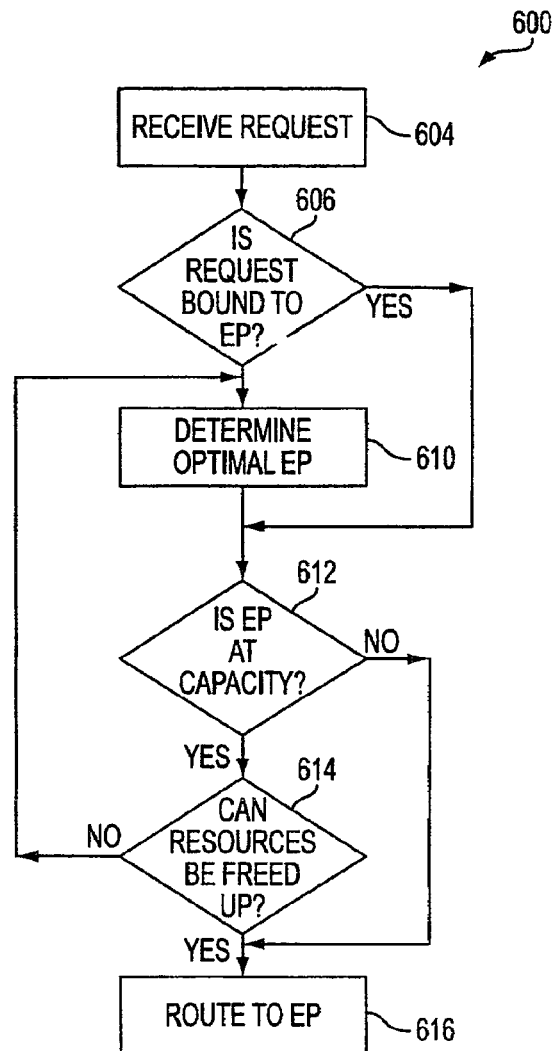 600
RECEIVE REQUEST
604
606
IS
REQUEST
BOUND TO
EP?
YES
DETERMINE
OPTIMAL EP
610
612
IS EP
AT
CAPACITY?
NO
YES
614
CAN
RESOURCES
BE FREED
UP?
NO
YES
ROUTE TO EP
616